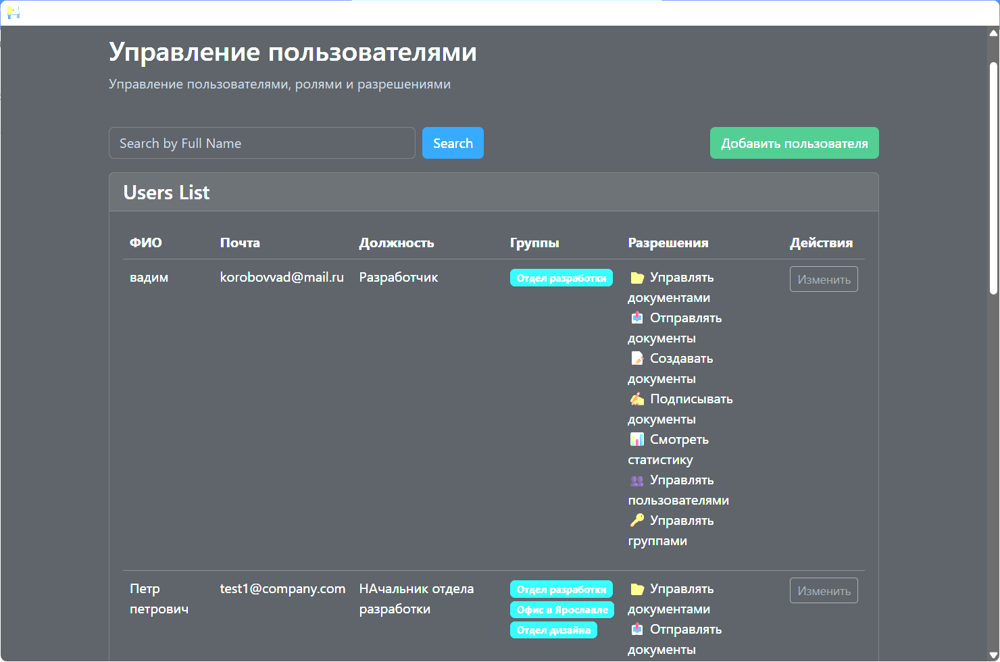 Управление пользователями
Управление пользователями, ролями и разрешениями
Search by Full Name
Search
Добавить пользователя
Users List
ФИО Почта Должность Группы Разрешения Действия
вадим korobovvad@mail.ru Разработчик
Отдел разработки
Управлять
документами
Отправлять
документы
Создавать
документы
Подписывать
документы
Смотреть
статистику
Управлять
пользователями
Управлять
группами
Изменить
Петр
петрович
test1@company.com
НАчальник отдела
разработки
Отдел разработки
Офис в Ярославле
Отдел дизайна
Управлять
документами
Отправлять
документы
Изменить